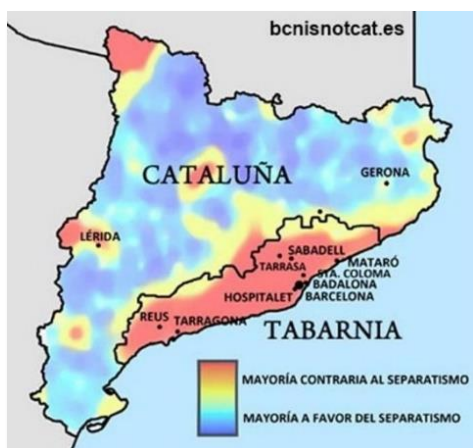 bcnisnotcat.es
CATALUÑA
GERONA
LÉRIDA
SABADELL
TARRASA
MATARÓ
STA. COLOMA
BADALONA
HOSPITALET
BARCELONA
REUS
TARRAGONA
TABARNIA
MAYORÍA CONTRARIA AL SEPARATISMO
MAYORÍA A FAVOR DEL SEPARATISMO